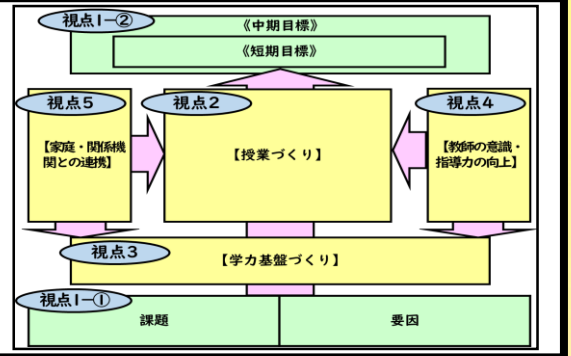 視点1-②
《中期目標》
《短期目標》
視点5
【家庭・関係機
関との連携】
視点2
【授業づくり】
視点4
【教師の意識・
指導力の向上】
視点3
【学力基盤づくり】
視点1-①
課題
要因